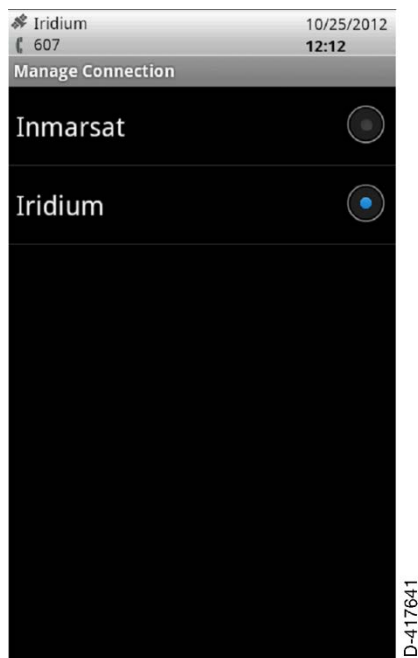 Iridium 10/25/2012
607 12:12
Manage Connection
Inmarsat
Iridium
D-417641